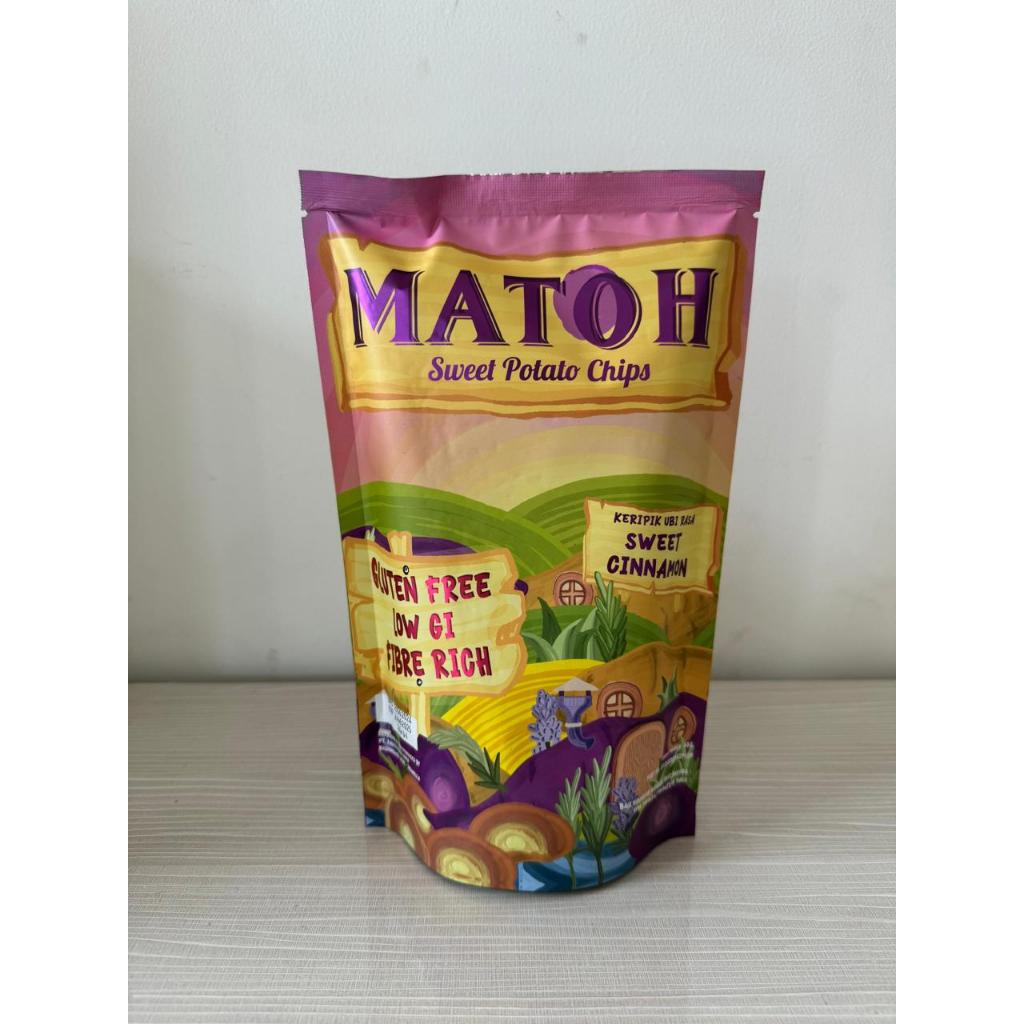 MATOH
Sweet Potato Chips
KERIPIK UBI RASA
SWEET
CINNAMON
GLUTEN FREE
LOW GI
FIBRE RICH